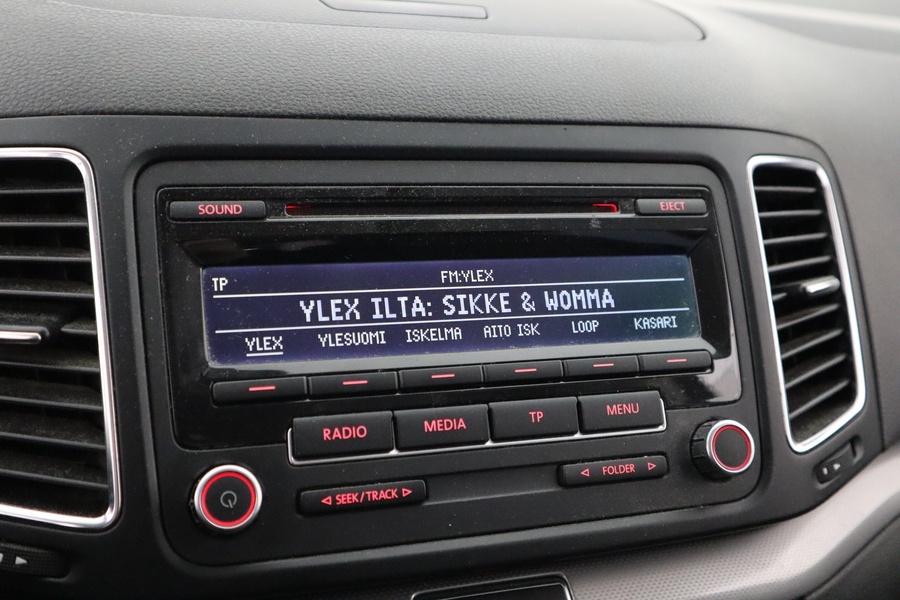 SOUND
EJECT
TP
FM:YLEX
YLEX ILTA: SIKKE & WOMMA
YLEX YLESUOMI ISKELMA AITO ISK LOOP KASARI
RADIO MEDIA TP MENU
SEEK/TRACK
FOLDER